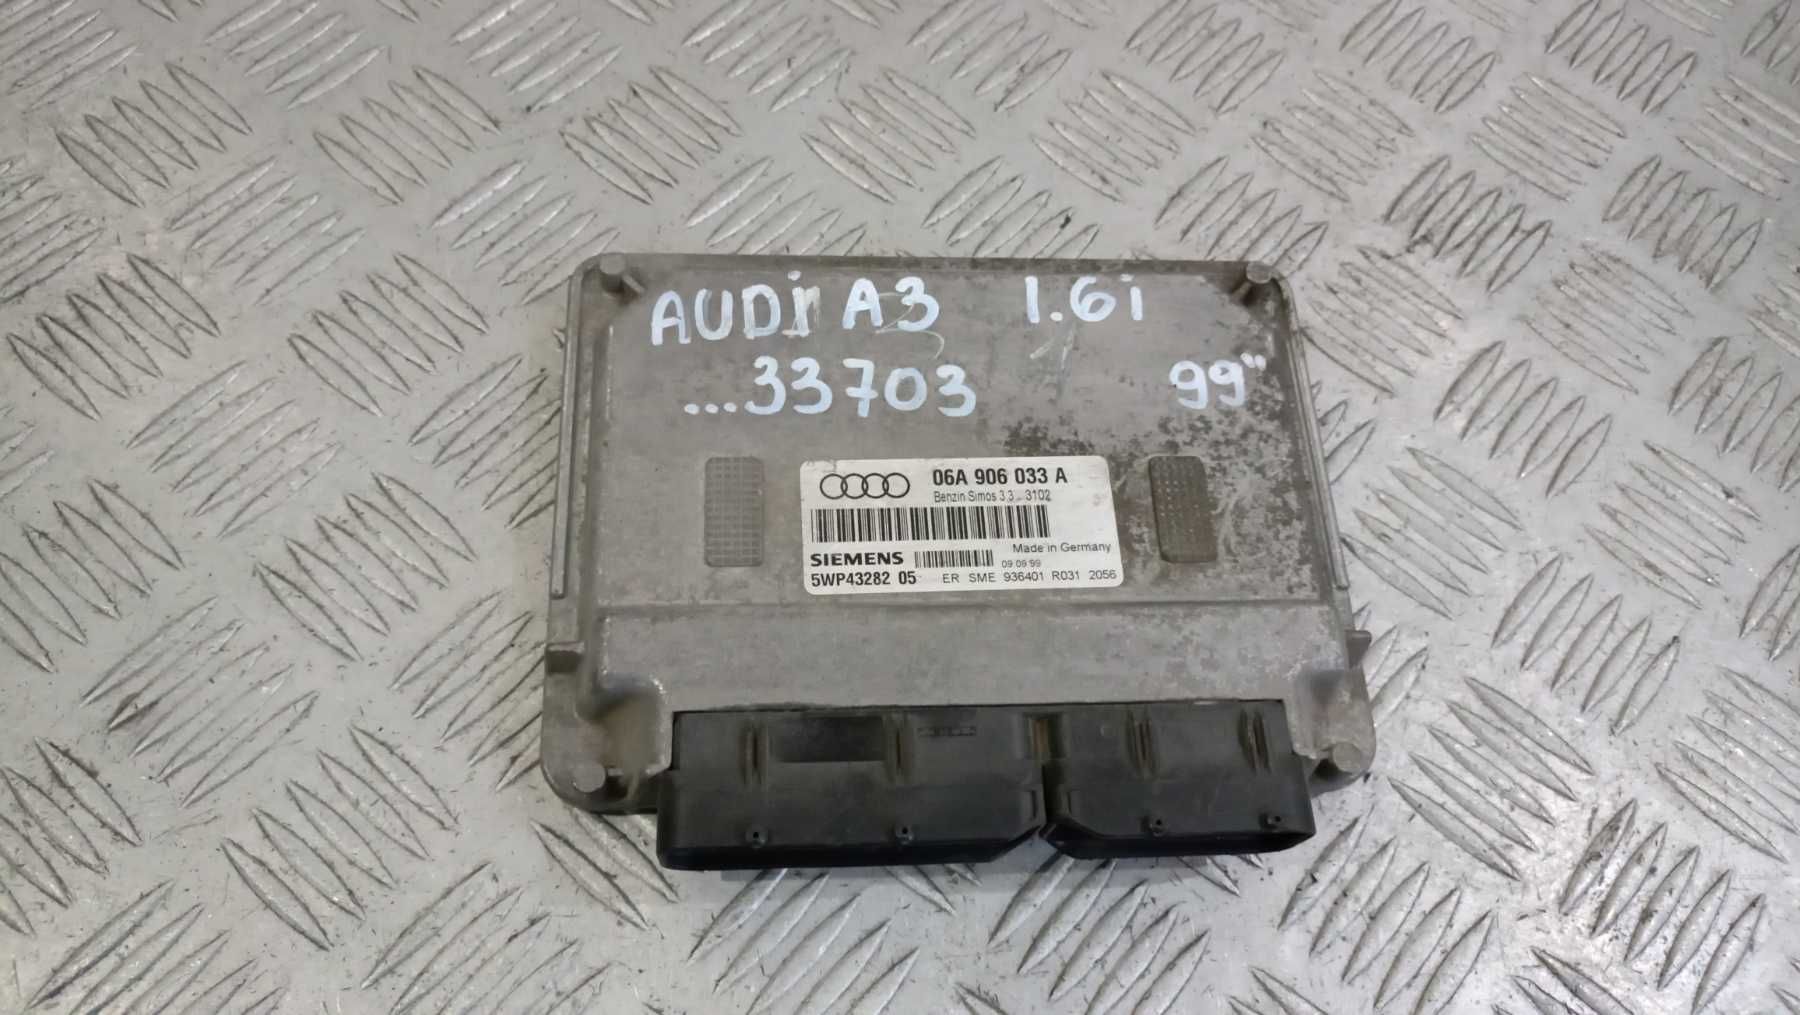 AUDi A3 1.6i
...33703 99"
06A 906 033 A
Benzin Simos 3.3 3102
Made in Germany
SIEMENS 09 09 99
5WP43282 05 ER SME 936401 R031 2056